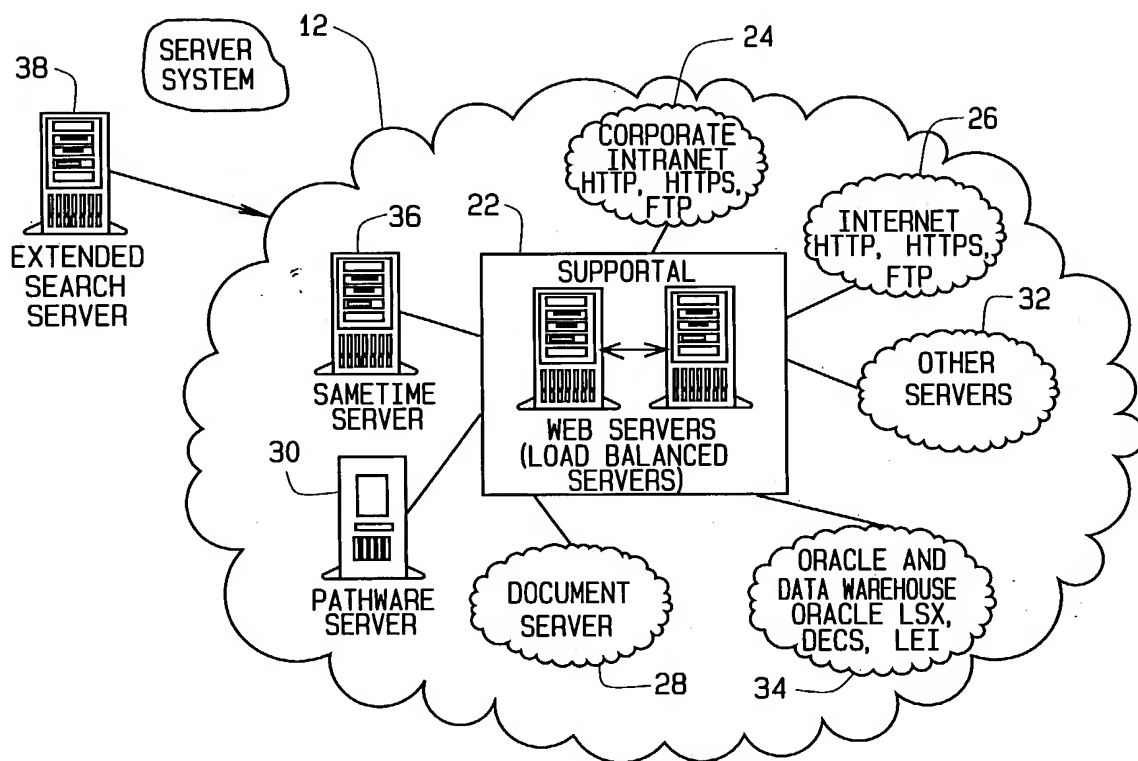 12
SERVER
SYSTEM
38
24
CORPORATE
INTRANET
HTTP, HTTPS,
FTP
26
INTERNET
HTTP, HTTPS,
FTP
EXTENDED
SEARCH
SERVER
36
22
SUPPORTAL
WEB SERVERS
(LOAD BALANCED
SERVERS)
32
OTHER
SERVERS
SAMETIME
SERVER
30
PATHWARE
SERVER
DOCUMENT
SERVER
28
ORACLE AND
DATA WAREHOUSE
ORACLE LSX,
DECS, LEI
34